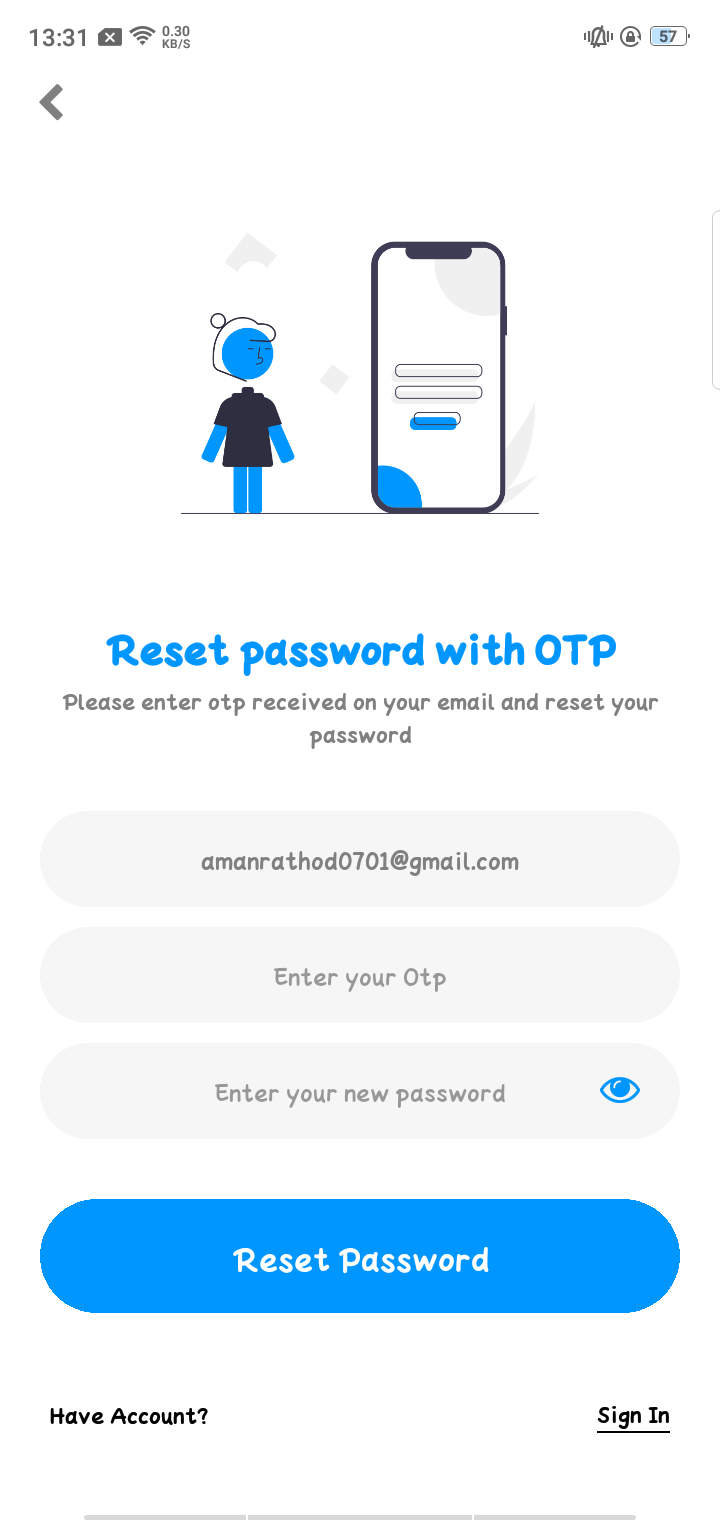 13:31
0.30
KB/S
57
Reset password with OTP
Please enter otp received on your email and reset your
password
amanrathod0701@gmail.com
Enter your Otp
Enter your new password
Reset Password
Have Account?
Sign In